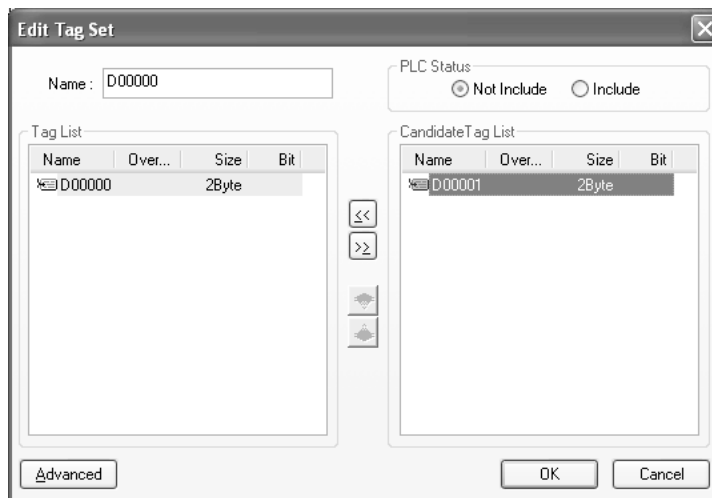 Edit Tag Set
Name : D00000
PLC Status
Not Include Include
Tag List
Name Over... Size Bit
D00000 2Byte
<<
>>
CandidateTag List
Name Over... Size Bit
D00001 2Byte
Advanced
OK Cancel